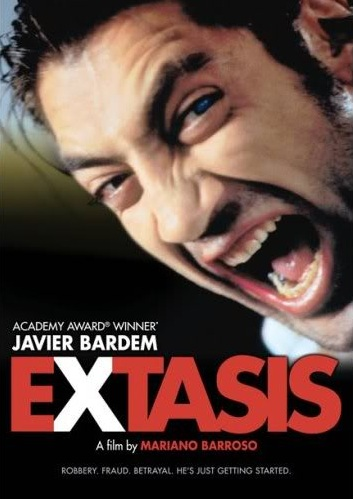 ACADEMY AWARD® WINNER'
JAVIER BARDEM
EXTASIS
A film by MARIANO BARROSO
ROBBERY. FRAUD. BETRAYAL. HE'S JUST GETTING STARTED.